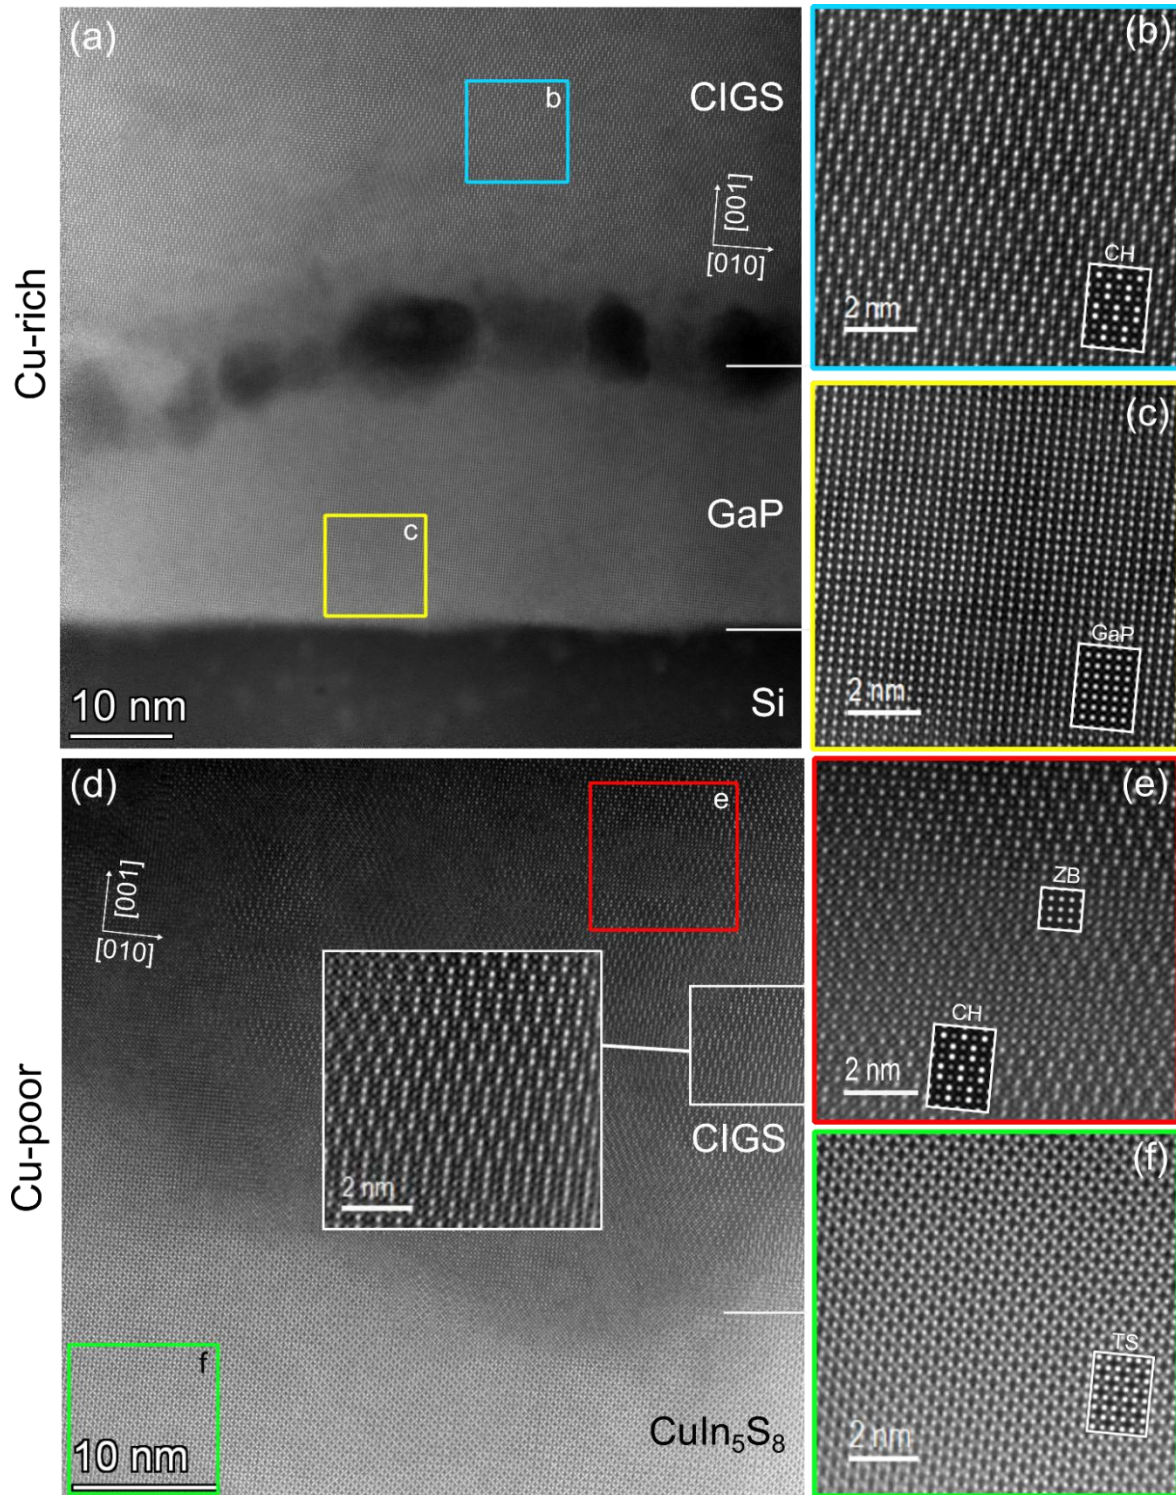 Cu-rich
(a)
b
CIGS
[001]
[010]
GaP
c
Si
10 nm
(b)
CH
2 nm
(c)
GaP
2 nm
Cu-poor
(d)
e
[001]
[010]
2 nm
CIGS
f
10 nm
CuIn₅S₈
(e)
ZB
CH
2 nm
(f)
TS
2 nm